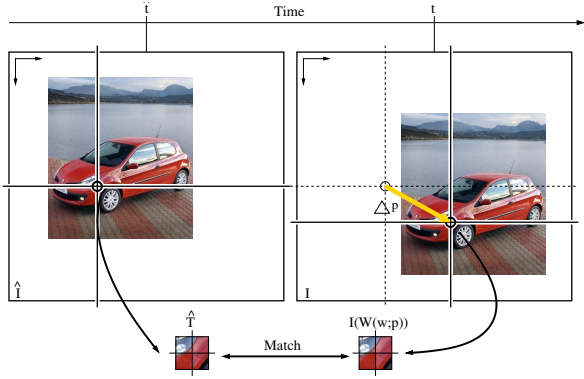 Time
t̂ t
△p
Î I
T̂ I(W(w;p))
Match